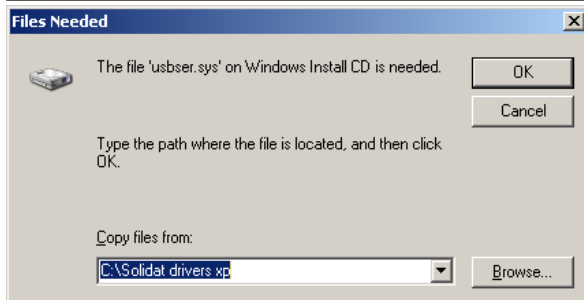 Files Needed
The file 'usbser.sys' on Windows Install CD is needed.
OK
Cancel
Type the path where the file is located, and then click
OK.
Copy files from:
C:\Solidat drivers xp
Browse...